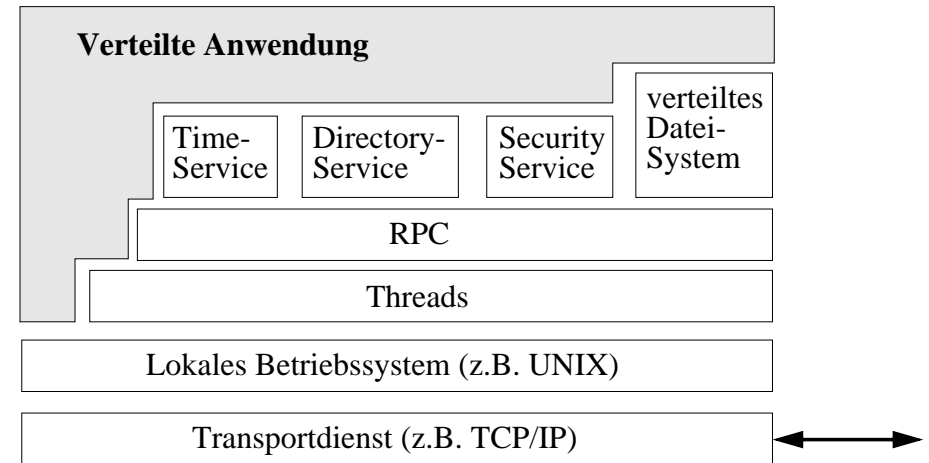 Verteilte Anwendung
verteiltes
Datei-
System
Time-
Service
Directory-
Service
Security
Service
RPC
Threads
Lokales Betriebssystem (z.B. UNIX)
Transportdienst (z.B. TCP/IP)